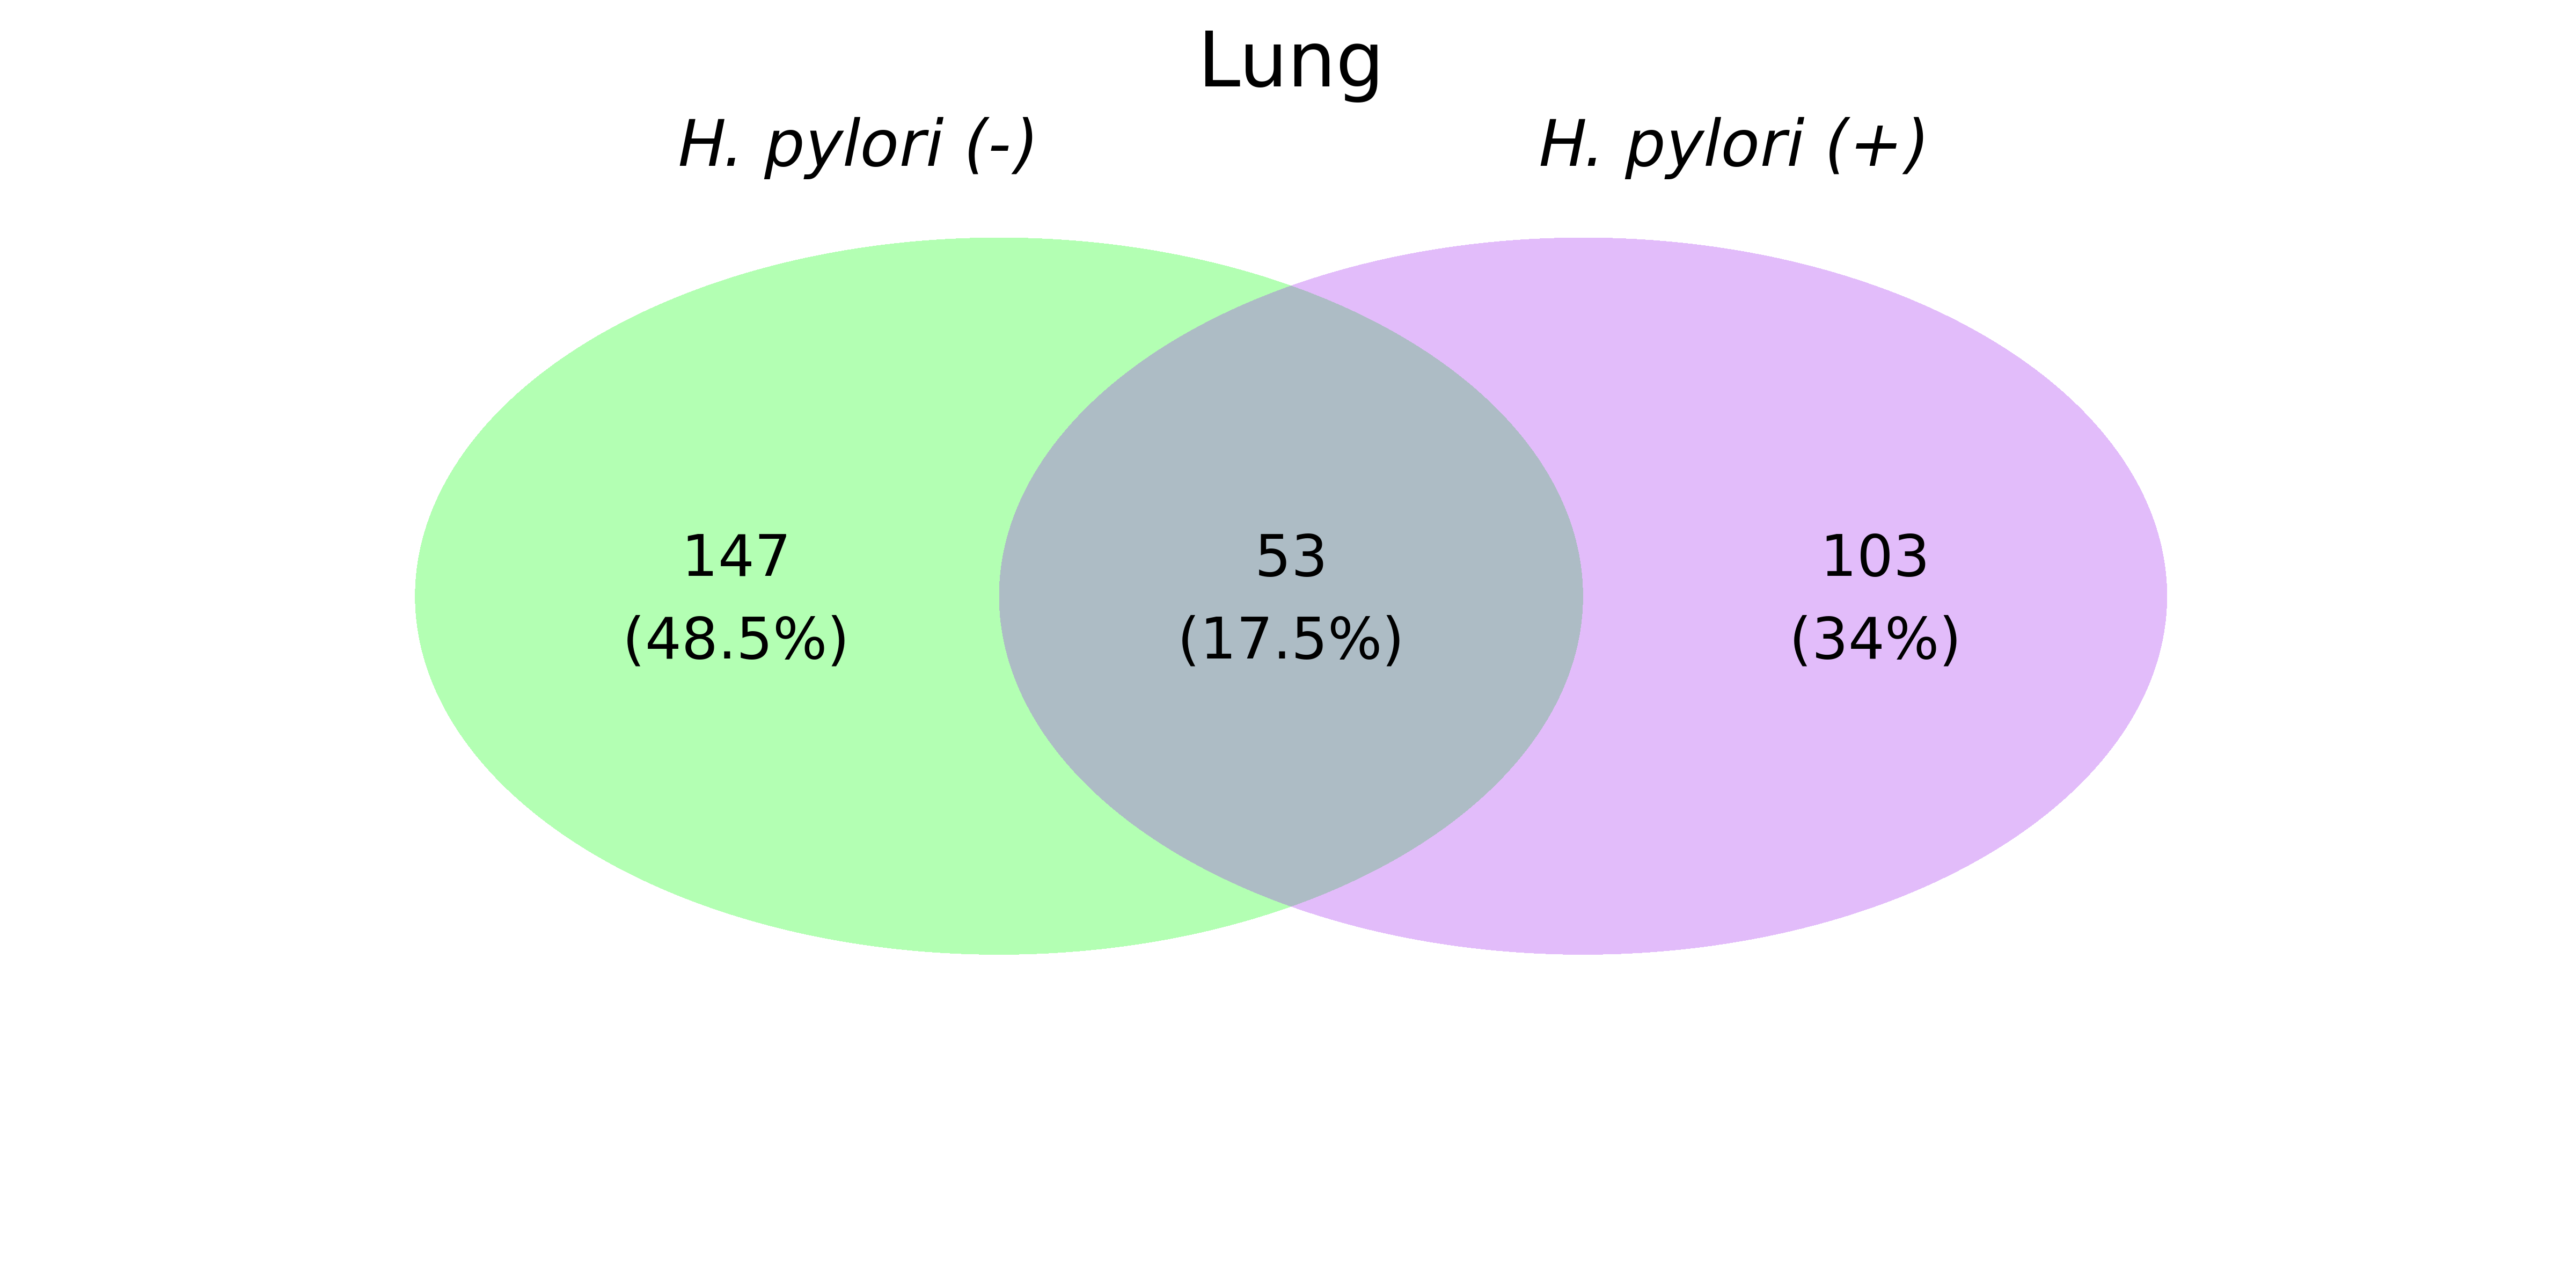 Lung
H. pylori (-)
H. pylori (+)
147
(48.5%)
53
(17.5%)
103
(34%)